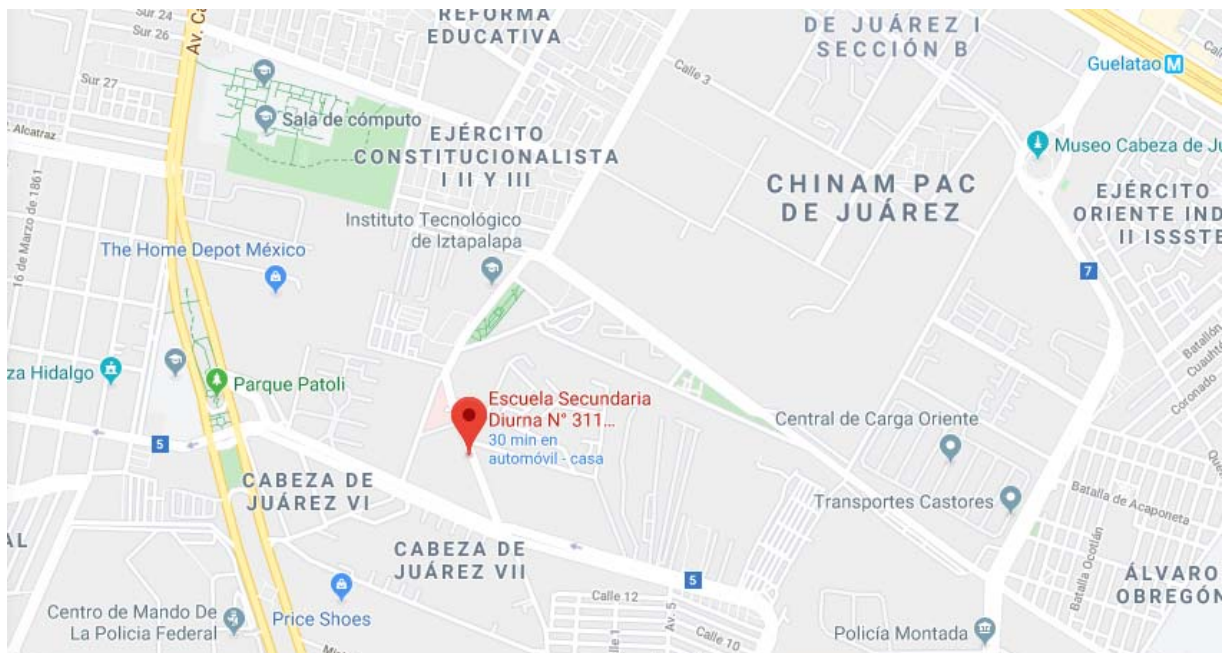 Sur 24
Sur 26
Sur 27
Av. Ca
REFORMA
EDUCATIVA
DE JUÁREZ I
SECCIÓN B
Calle 3
Guelatao M
Sala de cómputo
Alcatraz
EJÉRCITO
CONSTITUCIONALISTA
I II Y III
Museo Cabeza de Ju
CHINAM PAC
DE JUÁREZ
EJÉRCITO
ORIENTE IND
II ISSSTE
16 de Marzo de 1861
Instituto Tecnológico
de Iztapalapa
The Home Depot México
7
Batallón
Cuauhté
Coronado
za Hidalgo
Parque Patoli
Escuela Secundaria
Diurna N° 311...
30 min en
automóvil - casa
Central de Carga Oriente
5
CABEZA DE
JUÁREZ VI
Transportes Castores
Batalla de Acaponeta
Batalla Ocotlán
AL
CABEZA DE
JUÁREZ VII
5
ÁLVARO
OBREGÓN
Price Shoes
Centro de Mando De
La Policia Federal
Calle 12
Calle 1
Av. 5
Calle 10
Policía Montada